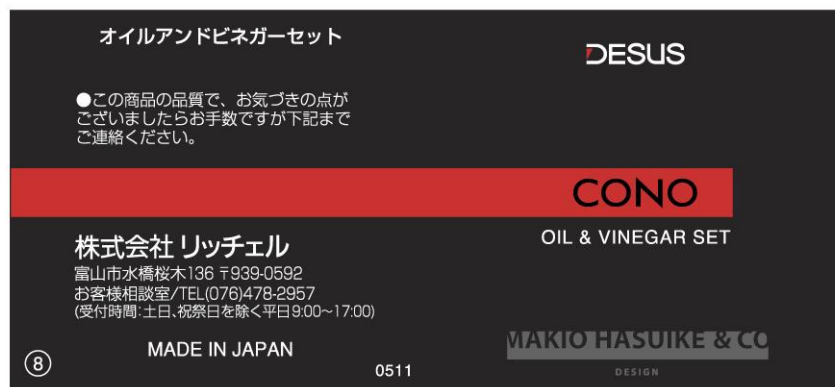 オイルアンドビネガーセット
DESUS
●この商品の品質で、お気づきの点が
ございましたらお手数ですが下記まで
ご連絡ください。
CONO
OIL & VINEGAR SET
株式会社 リッチェル
富山市水橋桜木136 〒939-0592
お客様相談室/TEL(076)478-2957
(受付時間:土日、祝祭日を除く平日9:00~17:00)
MADE IN JAPAN
⑧
0511
MAKIO HASUIKE & CO
DESIGN